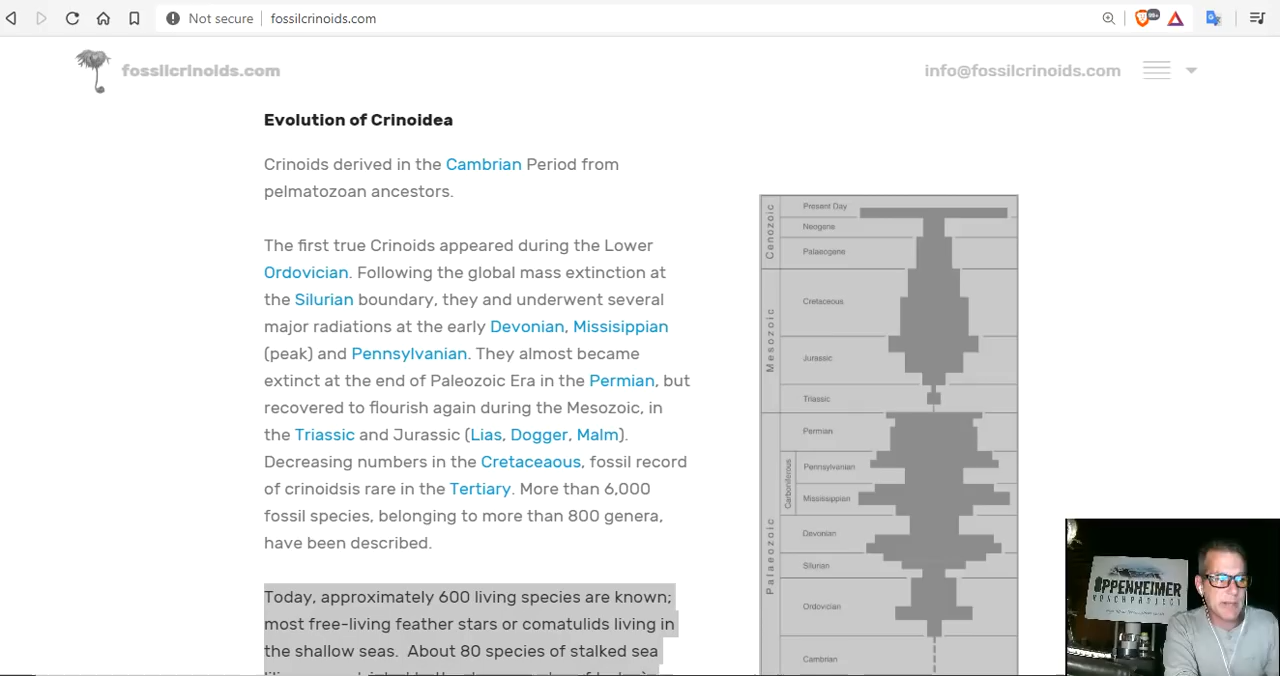 Not secure fossilcrinoids.com
99+
fossilcrinoids.com
info@fossilcrinoids.com
Evolution of Crinoidea
Crinoids derived in the Cambrian Period from
pelmatozoan ancestors.
The first true Crinoids appeared during the Lower
Ordovician. Following the global mass extinction at
the Silurian boundary, they and underwent several
major radiations at the early Devonian, Missisippian
(peak) and Pennsylvanian. They almost became
extinct at the end of Paleozoic Era in the Permian, but
recovered to flourish again during the Mesozoic, in
the Triassic and Jurassic (Lias, Dogger, Malm).
Decreasing numbers in the Cretaceaous, fossil record
of crinoidsis rare in the Tertiary. More than 6,000
fossil species, belonging to more than 800 genera,
have been described.
Today, approximately 600 living species are known;
most free-living feather stars or comatulids living in
the shallow seas. About 80 species of stalked sea
Cenozoic
Present Day
Neogene
Palaeogene
Mesozoic
Cretaceous
Jurassic
Triassic
Palaeozoic
Permian
Carboniferous
Pennsylvanian
Mississippian
Devonian
Silurian
Ordovician
Cambrian
OPPENHEIMER
RANCH PROJECT